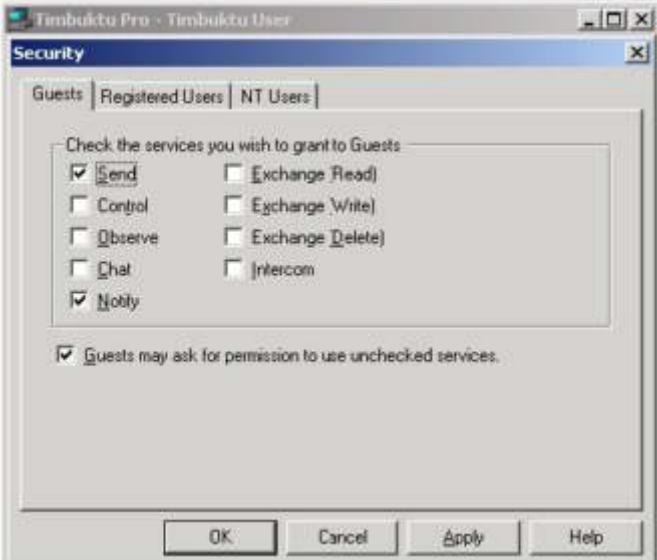 Timbuktu Pro - Timbuktu User
Security
Guests Registered Users NT Users
Check the services you wish to grant to Guests
Send Exchange Read)
Control Exchange Write)
Observe Exchange Delete)
Chat Intercom
Notify
Guests may ask for permission to use unchecked services.
OK Cancel Apply Help